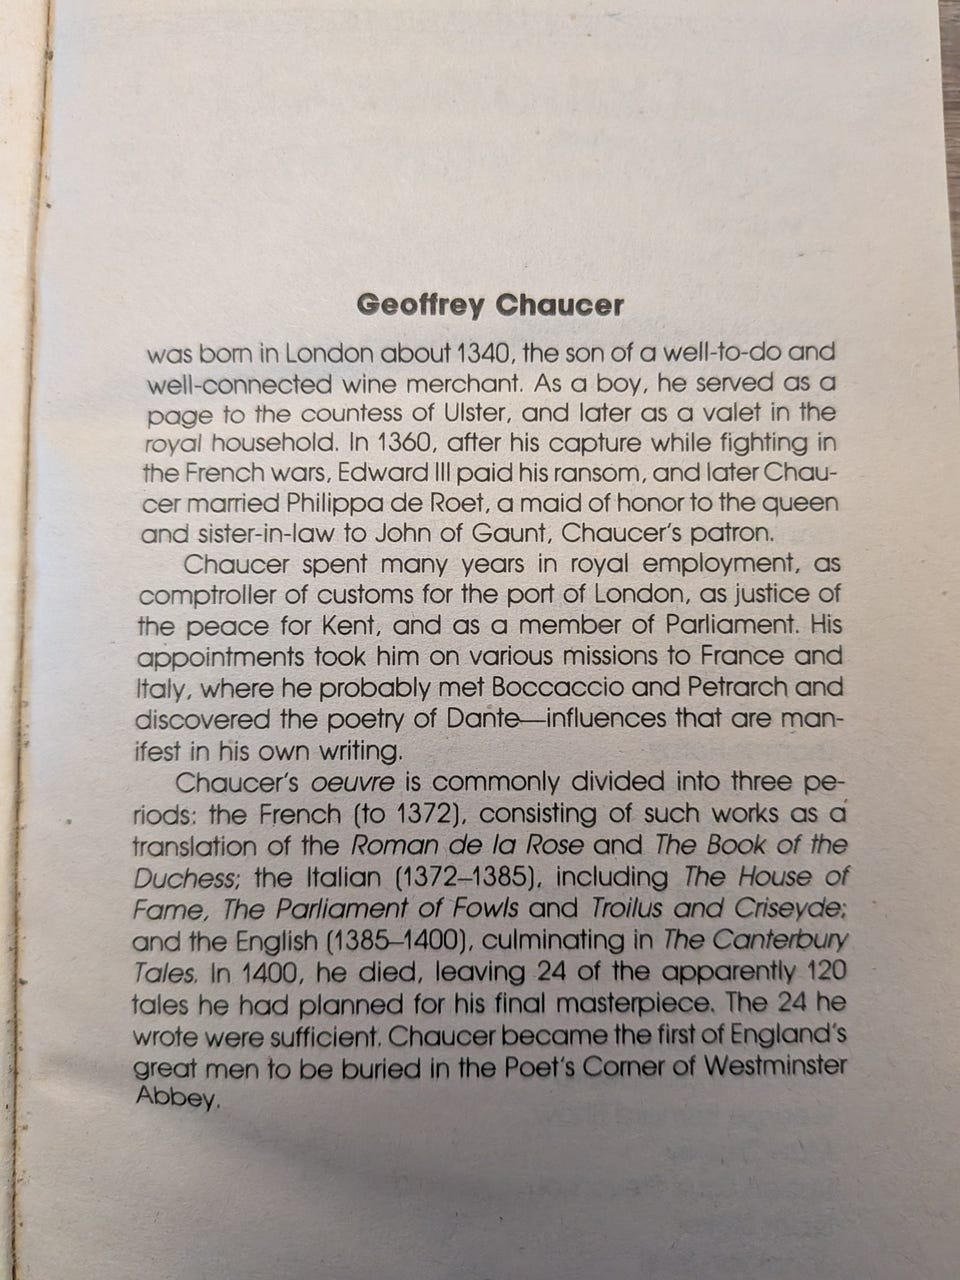 Geoffrey Chaucer
was born in London about 1340, the son of a well-to-do and
well-connected wine merchant. As a boy, he served as a
page to the countess of Ulster, and later as a valet in the
royal household. In 1360, after his capture while fighting in
the French wars, Edward III paid his ransom, and later Chau-
cer married Philippa de Roet, a maid of honor to the queen
and sister-in-law to John of Gaunt, Chaucer's patron.
Chaucer spent many years in royal employment, as
comptroller of customs for the port of London, as justice of
the peace for Kent, and as a member of Parliament. His
appointments took him on various missions to France and
Italy, where he probably met Boccaccio and Petrarch and
discovered the poetry of Dante—influences that are man-
ifest in his own writing.
Chaucer's oeuvre is commonly divided into three pe-
riods: the French (to 1372), consisting of such works as a
translation of the Roman de la Rose and The Book of the
Duchess; the Italian (1372–1385), including The House of
Fame, The Parliament of Fowls and Troilus and Criseyde;
and the English (1385–1400), culminating in The Canterbury
Tales. In 1400, he died, leaving 24 of the apparently 120
tales he had planned for his final masterpiece. The 24 he
wrote were sufficient. Chaucer became the first of England's
great men to be buried in the Poet's Corner of Westminster
Abbey.